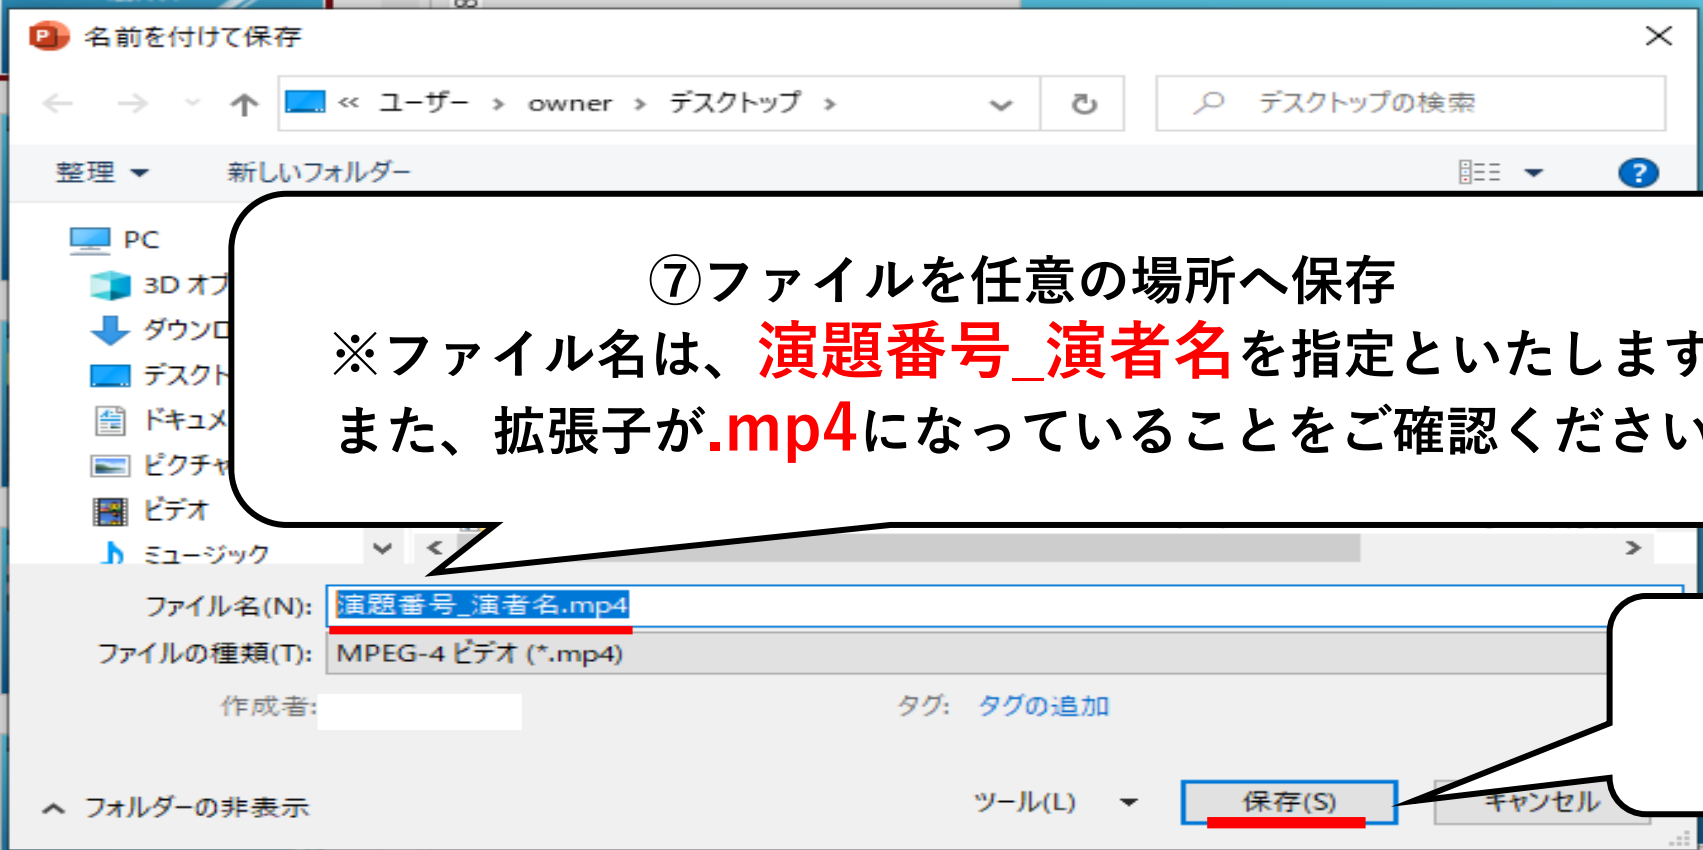 名前を付けて保存
« ユーザー › owner › デスクトップ ›
デスクトップの検索
整理
新しいフォルダー
PC
3D オブ
ダウンロ
デスクト
ドキュメ
ピクチャ
ビデオ
ミュージック
⑦ファイルを任意の場所へ保存
※ファイル名は、演題番号_演者名を指定といたします
また、拡張子が.mp4になっていることをご確認ください
ファイル名(N): 演題番号_演者名.mp4
ファイルの種類(T): MPEG-4 ビデオ (*.mp4)
作成者:
タグ: タグの追加
フォルダーの非表示
ツール(L)
保存(S)
キャンセル